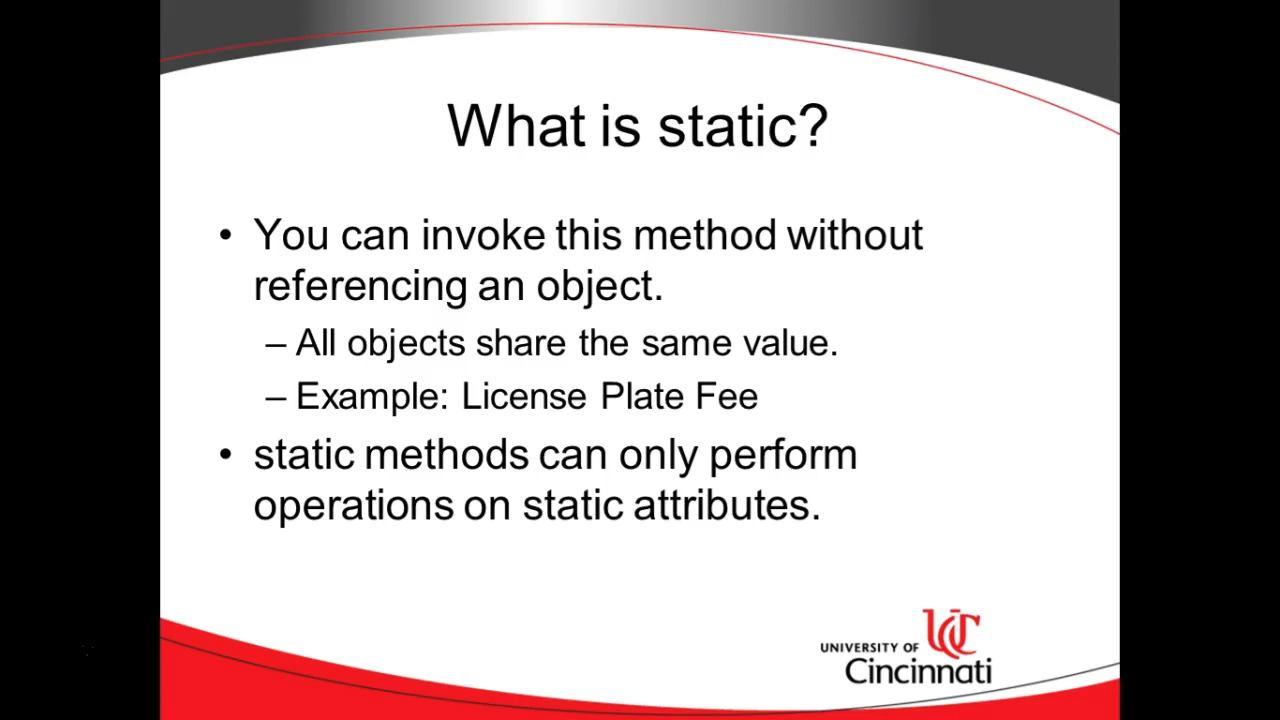 What is static?
• You can invoke this method without
referencing an object.
– All objects share the same value.
– Example: License Plate Fee
• static methods can only perform
operations on static attributes.
UC
UNIVERSITY OF
Cincinnati